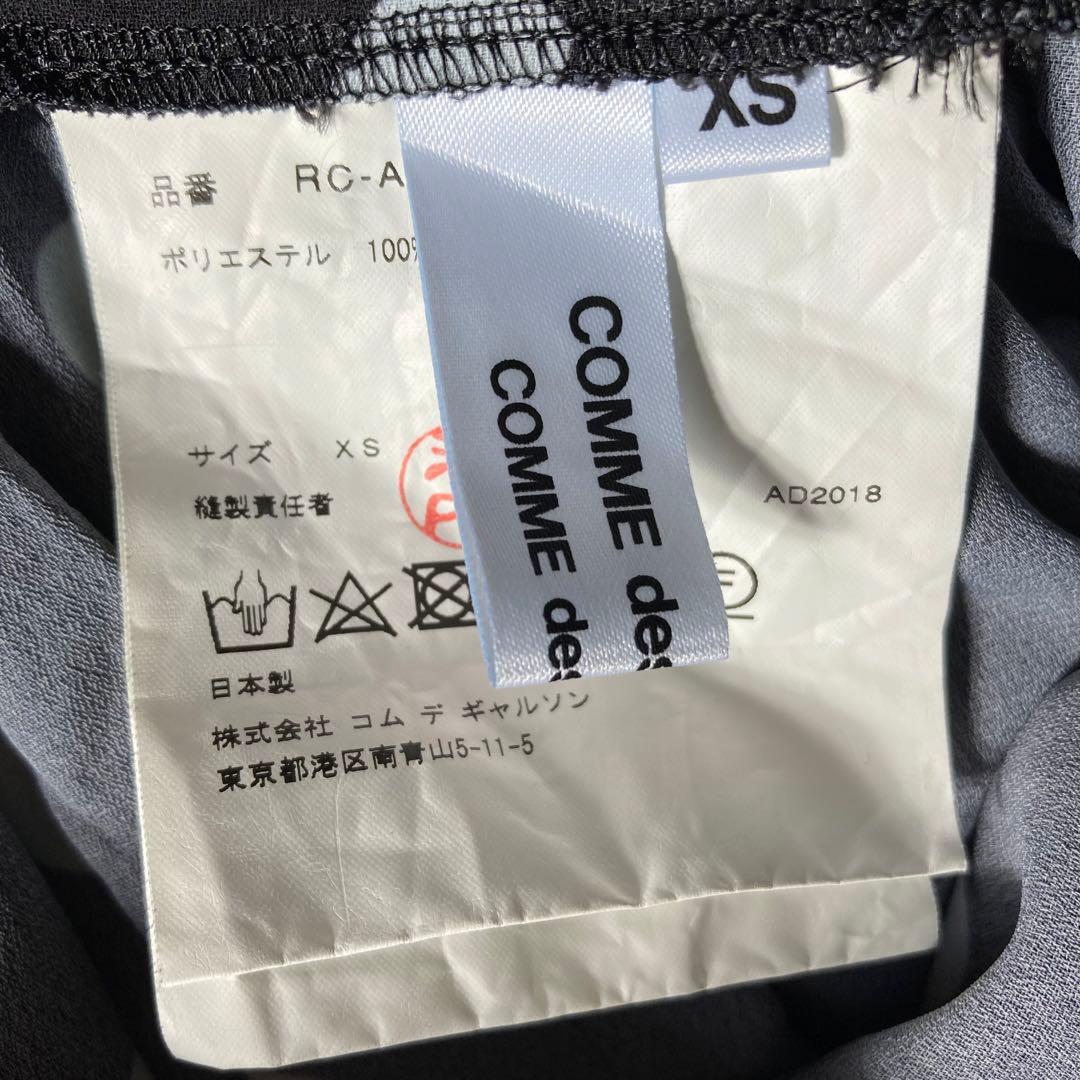 XS
品番 RC-A
ポリエステル 100%
COMME des
COMME des
サイズ XS
縫製責任者
AD2018
日本製
株式会社 コム デ ギャルソン
東京都港区南青山5-11-5